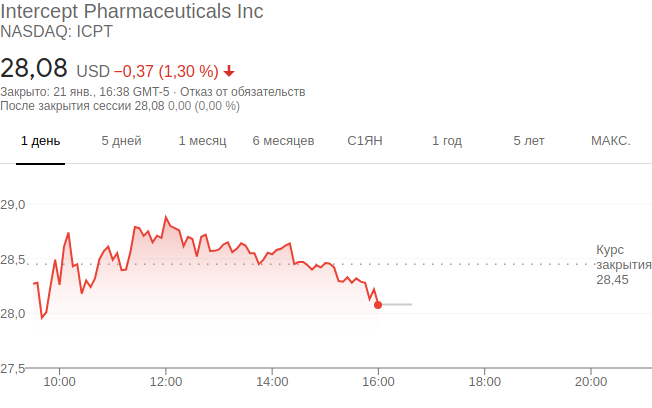 Intercept Pharmaceuticals Inc
NASDAQ: ICPT
28,08 USD −0,37 (1,30 %)
Закрыто: 21 янв., 16:38 GMT-5 · Отказ от обязательств
После закрытия сессии 28,08 0,00 (0,00 %)
1 день 5 дней 1 месяц 6 месяцев С1ЯН 1 год 5 лет МАКС.
29,0
28,5
28,0
27,5
Курс
закрытия
28,45
10:00 12:00 14:00 16:00 18:00 20:00